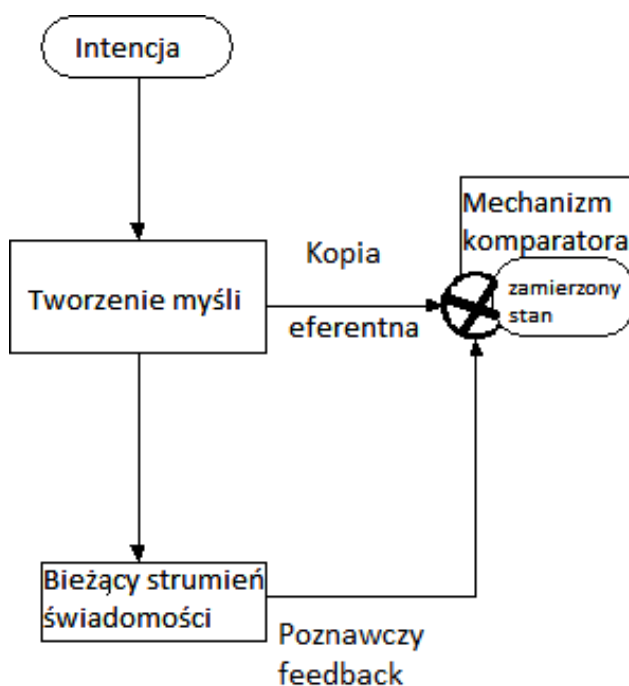 Intencja
Mechanizm
komparatora
Kopia
Tworzenie myśli
zamierzony
stan
eferentna
Bieżący strumień
świadomości
Poznawczy
feedback